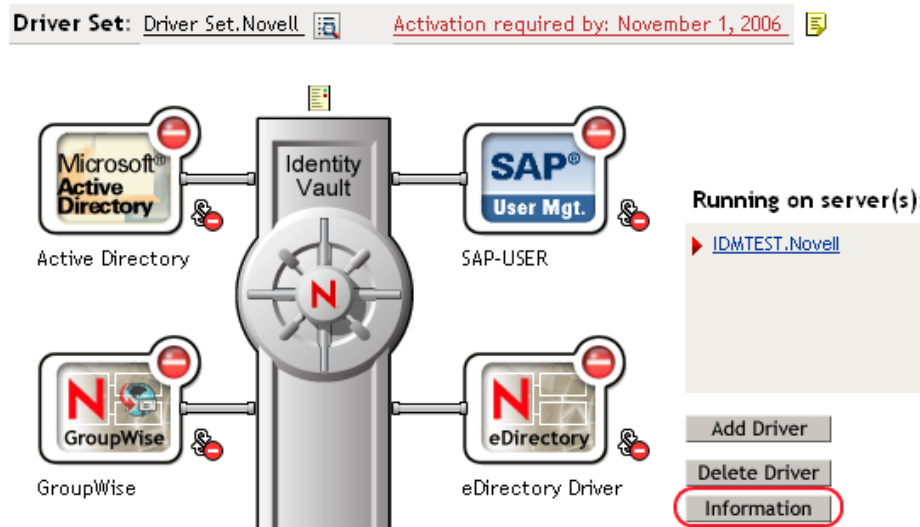 Driver Set: Driver Set.Novell Activation required by: November 1, 2006
Identity
Vault
Microsoft®
Active
Directory
Active Directory
SAP®
User Mgt.
SAP-USER
Running on server(s):
IDMTEST.Novell
N
N
GroupWise
GroupWise
N
eDirectory
eDirectory Driver
Add Driver
Delete Driver
Information